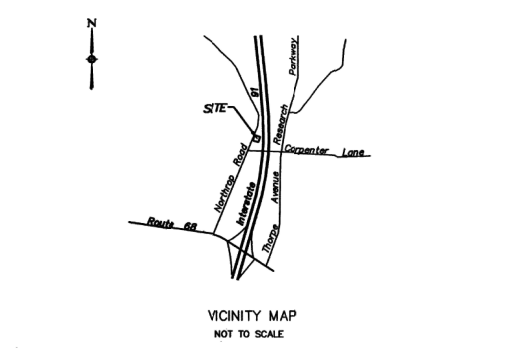 N
Parkway
91
SITE
Research
Carpenter Lane
Northrop Road
Interstate
Avenue
Thorpe
Route 68
VICINITY MAP
NOT TO SCALE